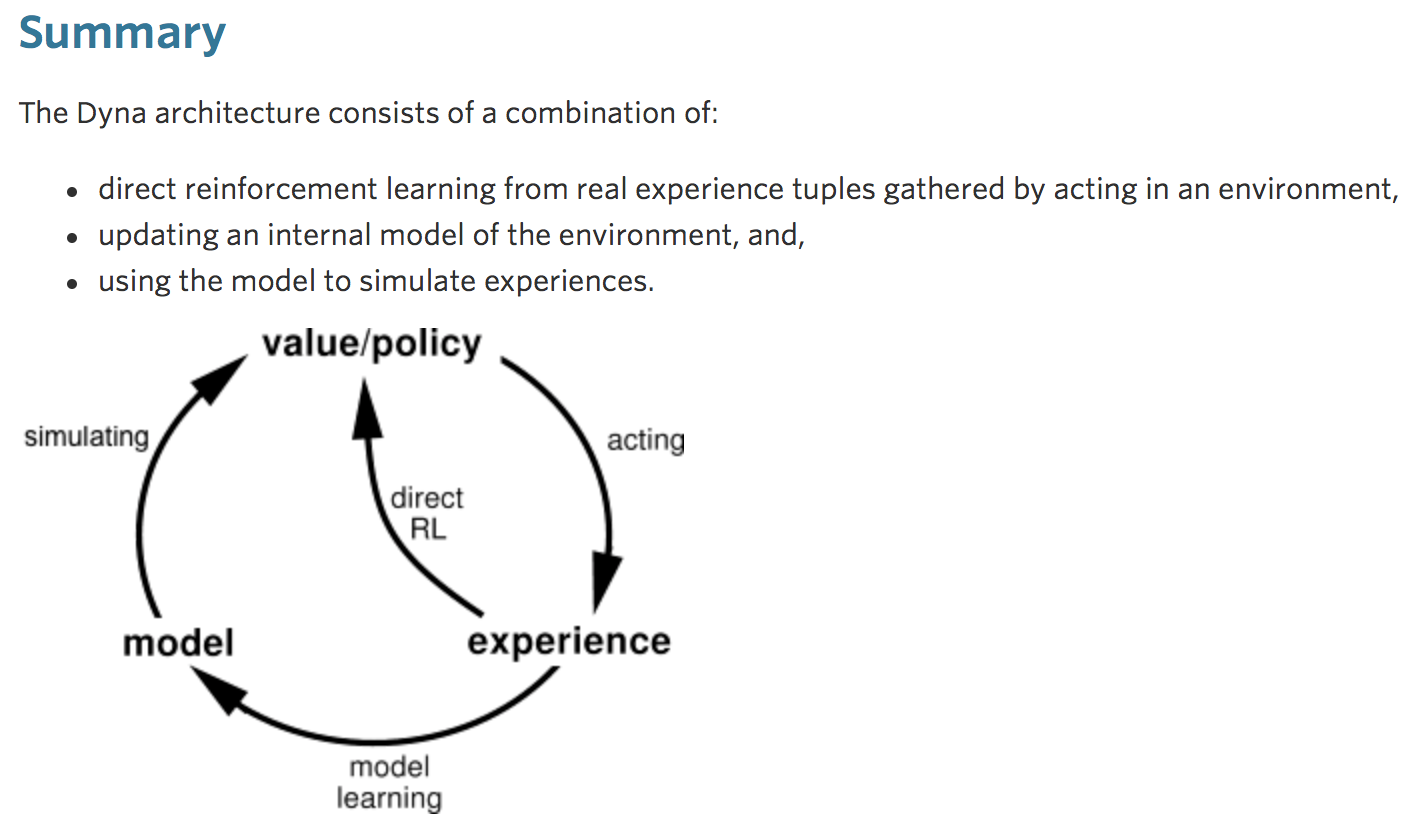 Summary
The Dyna architecture consists of a combination of:
direct reinforcement learning from real experience tuples gathered by acting in an environment,
updating an internal model of the environment, and,
using the model to simulate experiences.
value/policy
simulating
acting
direct
RL
model
experience
model
learning